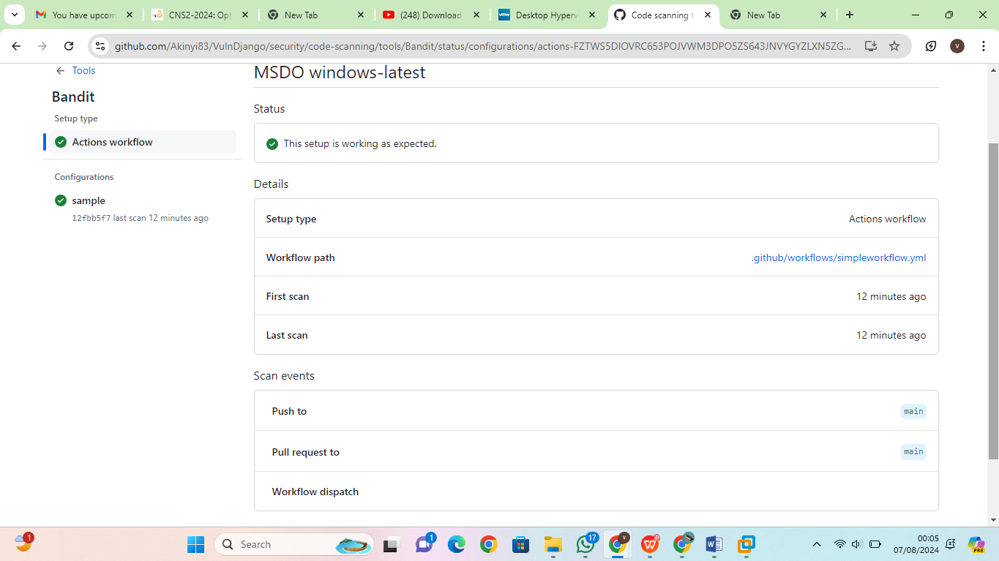 You have upcom
CNS2-2024: Opt
New Tab
(248) Download
vmw
Desktop Hyperv
Code scanning t
New Tab
github.com/Akinyi83/VulnDjango/security/code-scanning/tools/Bandit/status/configurations/actions-FZTWS5DIOVRC653POJVWM3DPO5ZS643JNVYGYZLXN5ZG...
V
Tools
Bandit
Setup type
Actions workflow
Configurations
sample
12fbb5f7 last scan 12 minutes ago
MSDO windows-latest
Status
This setup is working as expected.
Details
Setup type Actions workflow
Workflow path .github/workflows/simpleworkflow.yml
First scan 12 minutes ago
Last scan 12 minutes ago
Scan events
Push to main
Pull request to main
Workflow dispatch
1
Search
1
17
V
W
PRE
00:05
07/08/2024